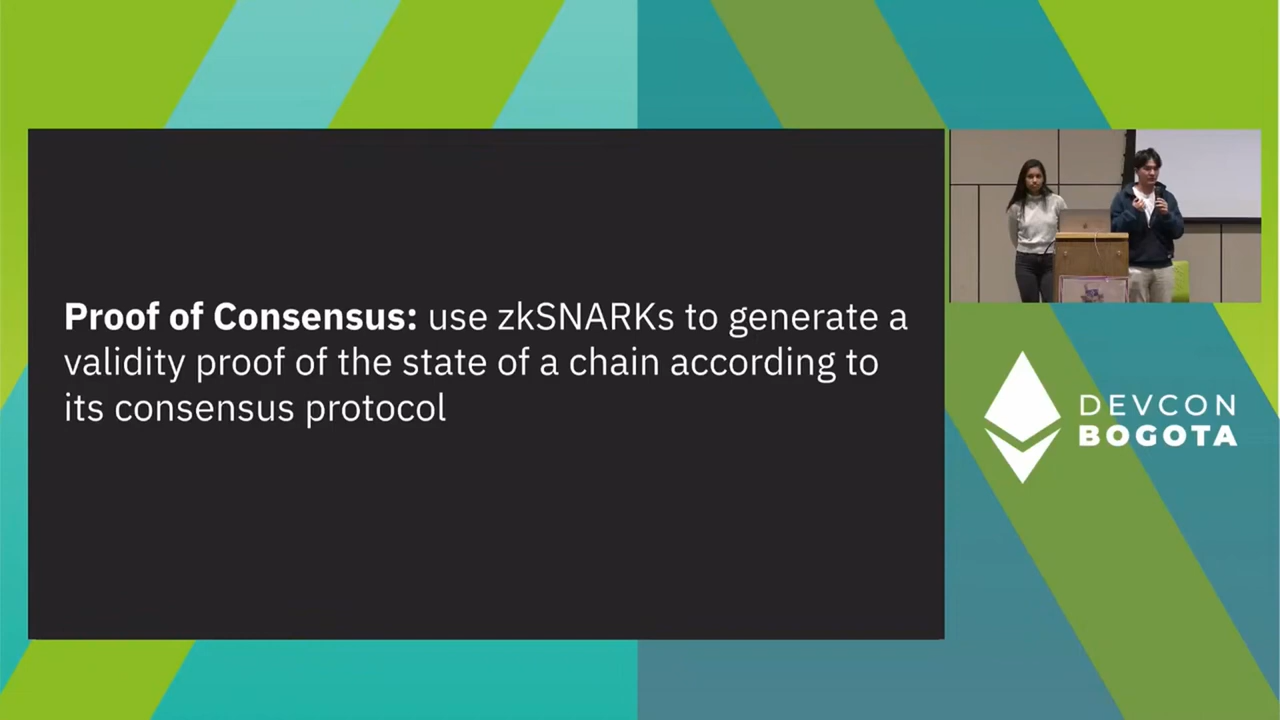 Proof of Consensus: use zkSNARKs to generate a
validity proof of the state of a chain according to
its consensus protocol
DEVCON
BOGOTA